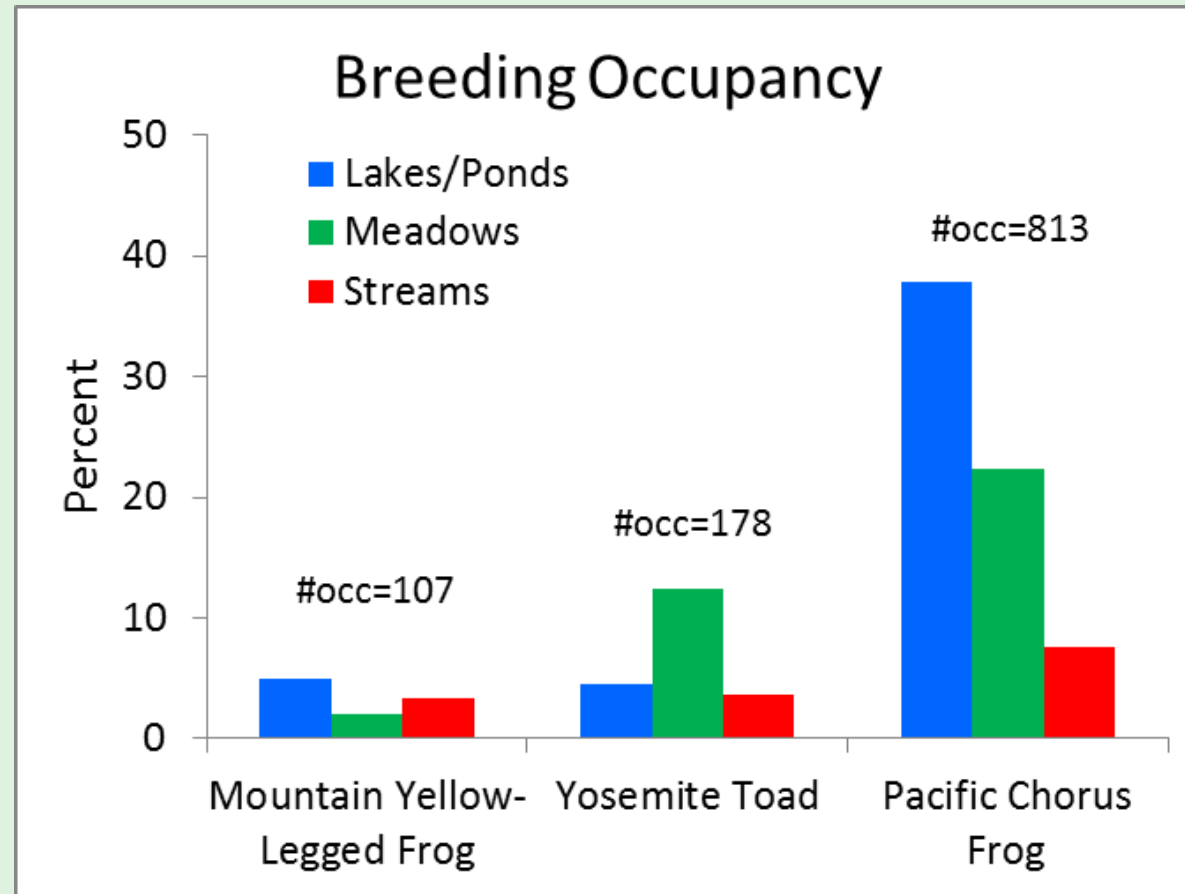 Breeding Occupancy
50
40
30
20
10
0
Percent
Lakes/Ponds
Meadows
Streams
#occ=107
#occ=178
#occ=813
Mountain Yellow-
Legged Frog
Yosemite Toad
Pacific Chorus
Frog